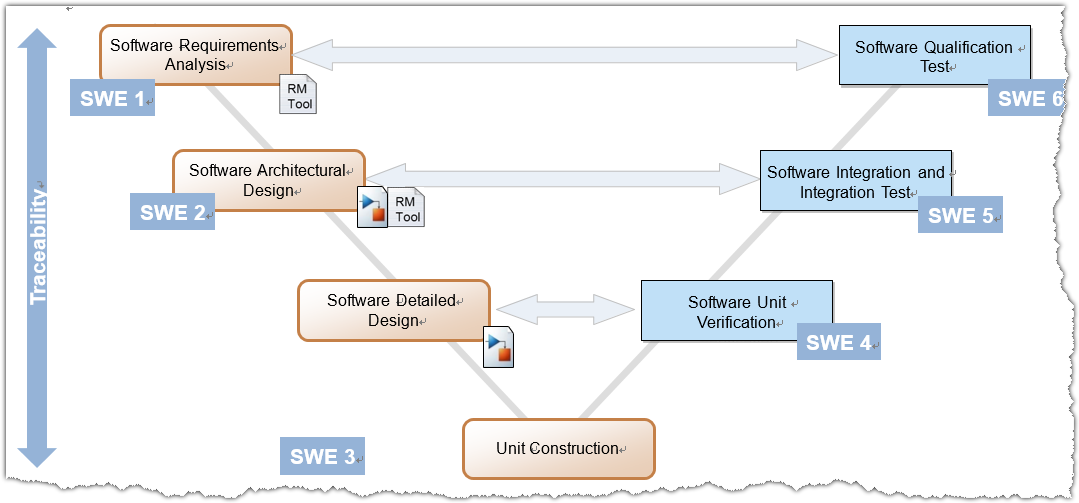 Traceability
Software Requirements
Analysis
SWE 1
RM
Tool
Software Qualification
Test
SWE 6
Software Architectural
Design
SWE 2
RM
Tool
Software Integration and
Integration Test
SWE 5
Software Detailed
Design
Software Unit
Verification
SWE 4
Unit Construction
SWE 3